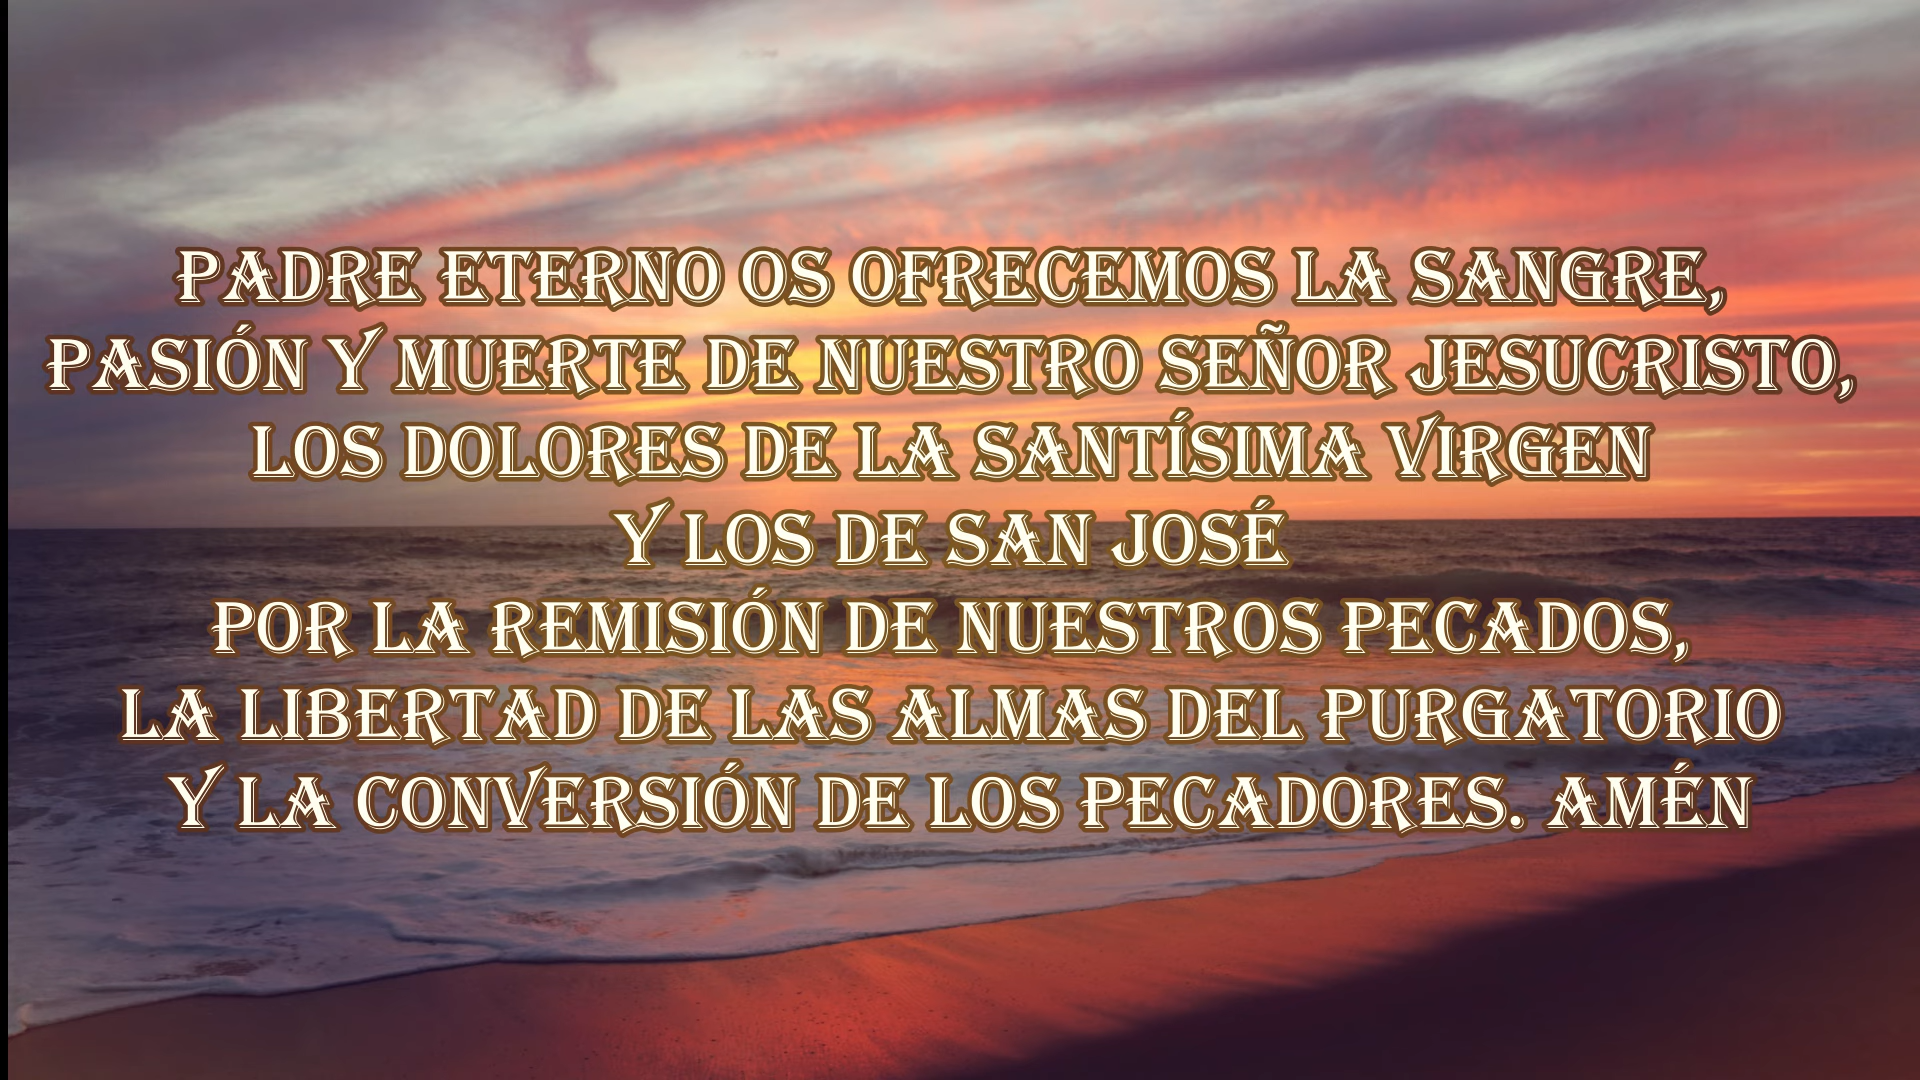 PADRE ETERNO OS OFRECEMOS LA SANGRE,
PASIÓN Y MUERTE DE NUESTRO SEÑOR JESUCRISTO,
LOS DOLORES DE LA SANTÍSIMA VIRGEN
Y LOS DE SAN JOSÉ
POR LA REMISIÓN DE NUESTROS PECADOS,
LA LIBERTAD DE LAS ALMAS DEL PURGATORIO
Y LA CONVERSIÓN DE LOS PECADORES. AMÉN